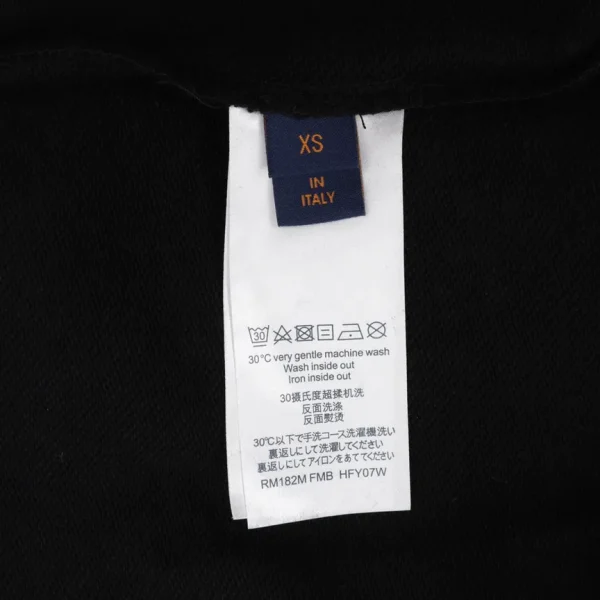 XS
IN
ITALY
30
30°C very gentle machine wash
Wash inside out
Iron inside out
30摄氏度超揉机洗
反面洗涤
反面熨烫
30℃以下で手洗コース洗濯機洗い
裏返しにして洗濯してください
裏返しにしてアイロンをあててください
RM182M FMB HFY07W